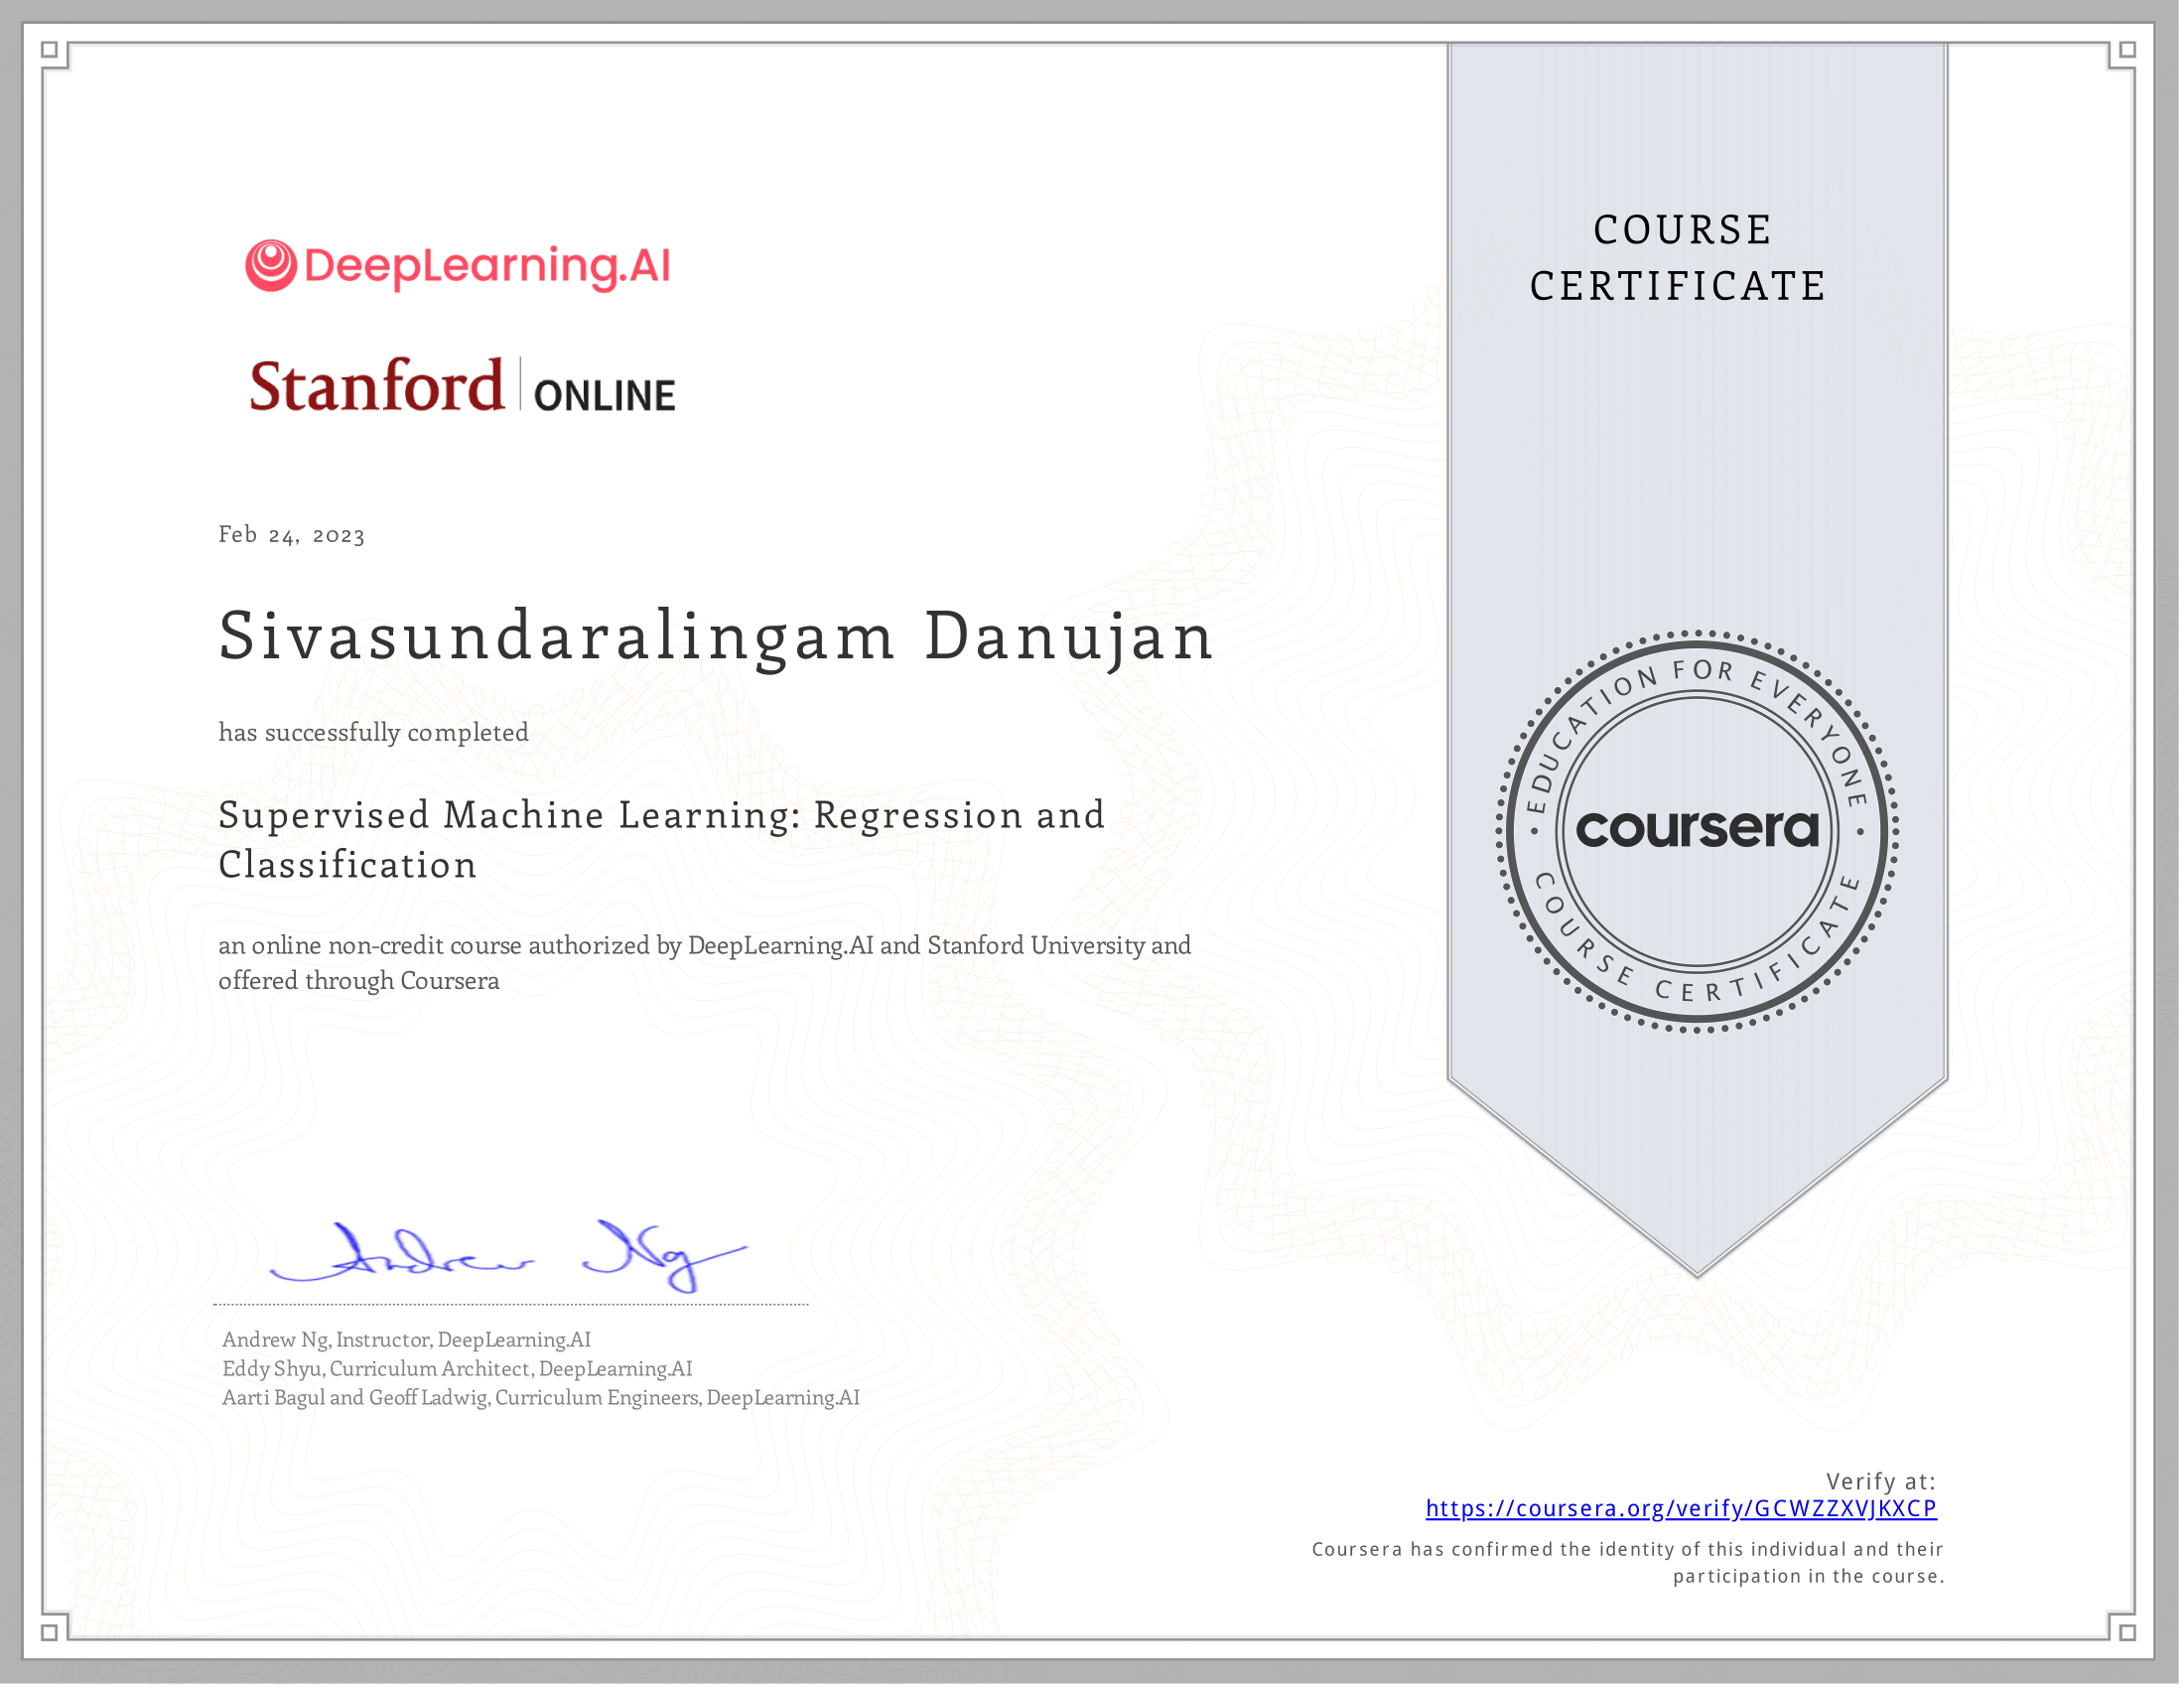 DeepLearning.AI
Stanford ONLINE
Feb 24, 2023
Sivasundaralingam Danujan
has successfully completed
Supervised Machine Learning: Regression and
Classification
an online non-credit course authorized by DeepLearning.AI and Stanford University and
offered through Coursera
Andrew Ng
Andrew Ng, Instructor, DeepLearning.AI
Eddy Shyu, Curriculum Architect, DeepLearning.AI
Aarti Bagul and Geoff Ladwig, Curriculum Engineers, DeepLearning.AI
COURSE
CERTIFICATE
EDUCATION FOR EVERYONE
coursera
COURSE CERTIFICATE
Verify at:
https://coursera.org/verify/GCWZZXVJKXCP
Coursera has confirmed the identity of this individual and their
participation in the course.